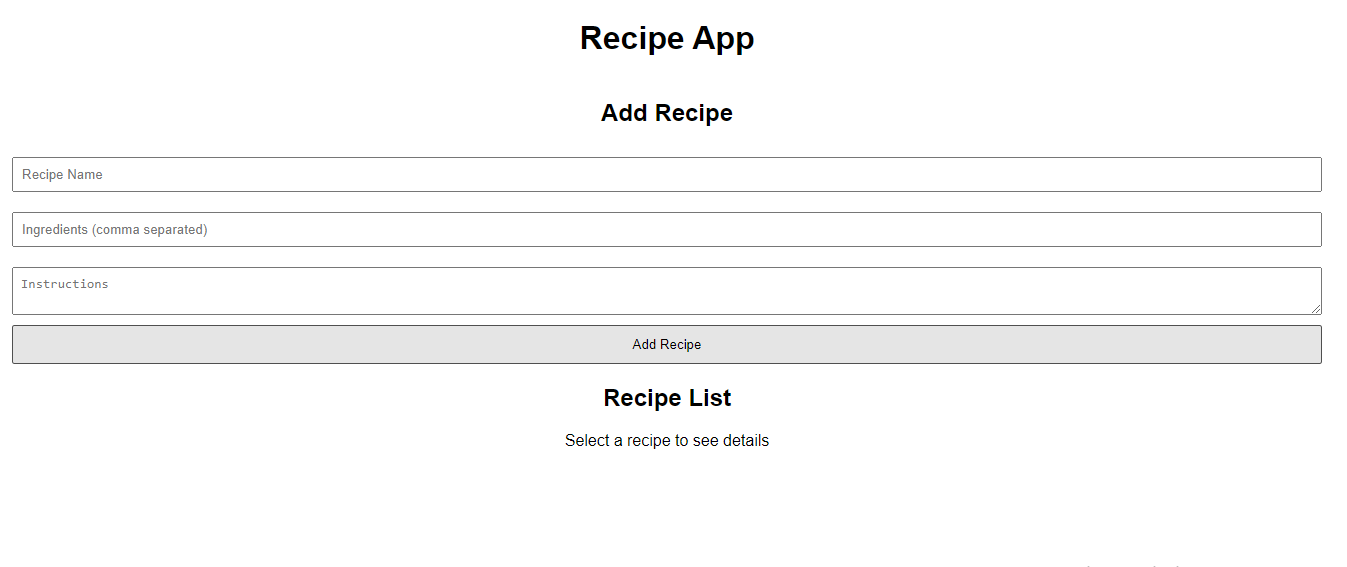 Recipe App
Add Recipe
Recipe Name
Ingredients (comma separated)
Instructions
Add Recipe
Recipe List
Select a recipe to see details